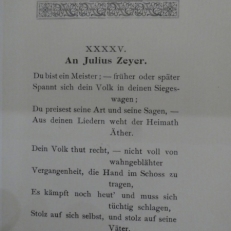 XXXXV.
An Julius Zeyer.
Du bist ein Meister; — früher oder später
Spannt sich dein Volk in deinen Sieges-
wagen;
Du preisest seine Art und seine Sagen, —
Aus deinen Liedern weht der Heimath
Äther.
Dein Volk thut recht, — nicht voll von
wahngeblähter
Vergangenheit, die Hand im Schoss zu
tragen,
Es kämpft noch heut' und muss sich
tüchtig schlagen,
Stolz auf sich selbst, und stolz auf seine
Väter.